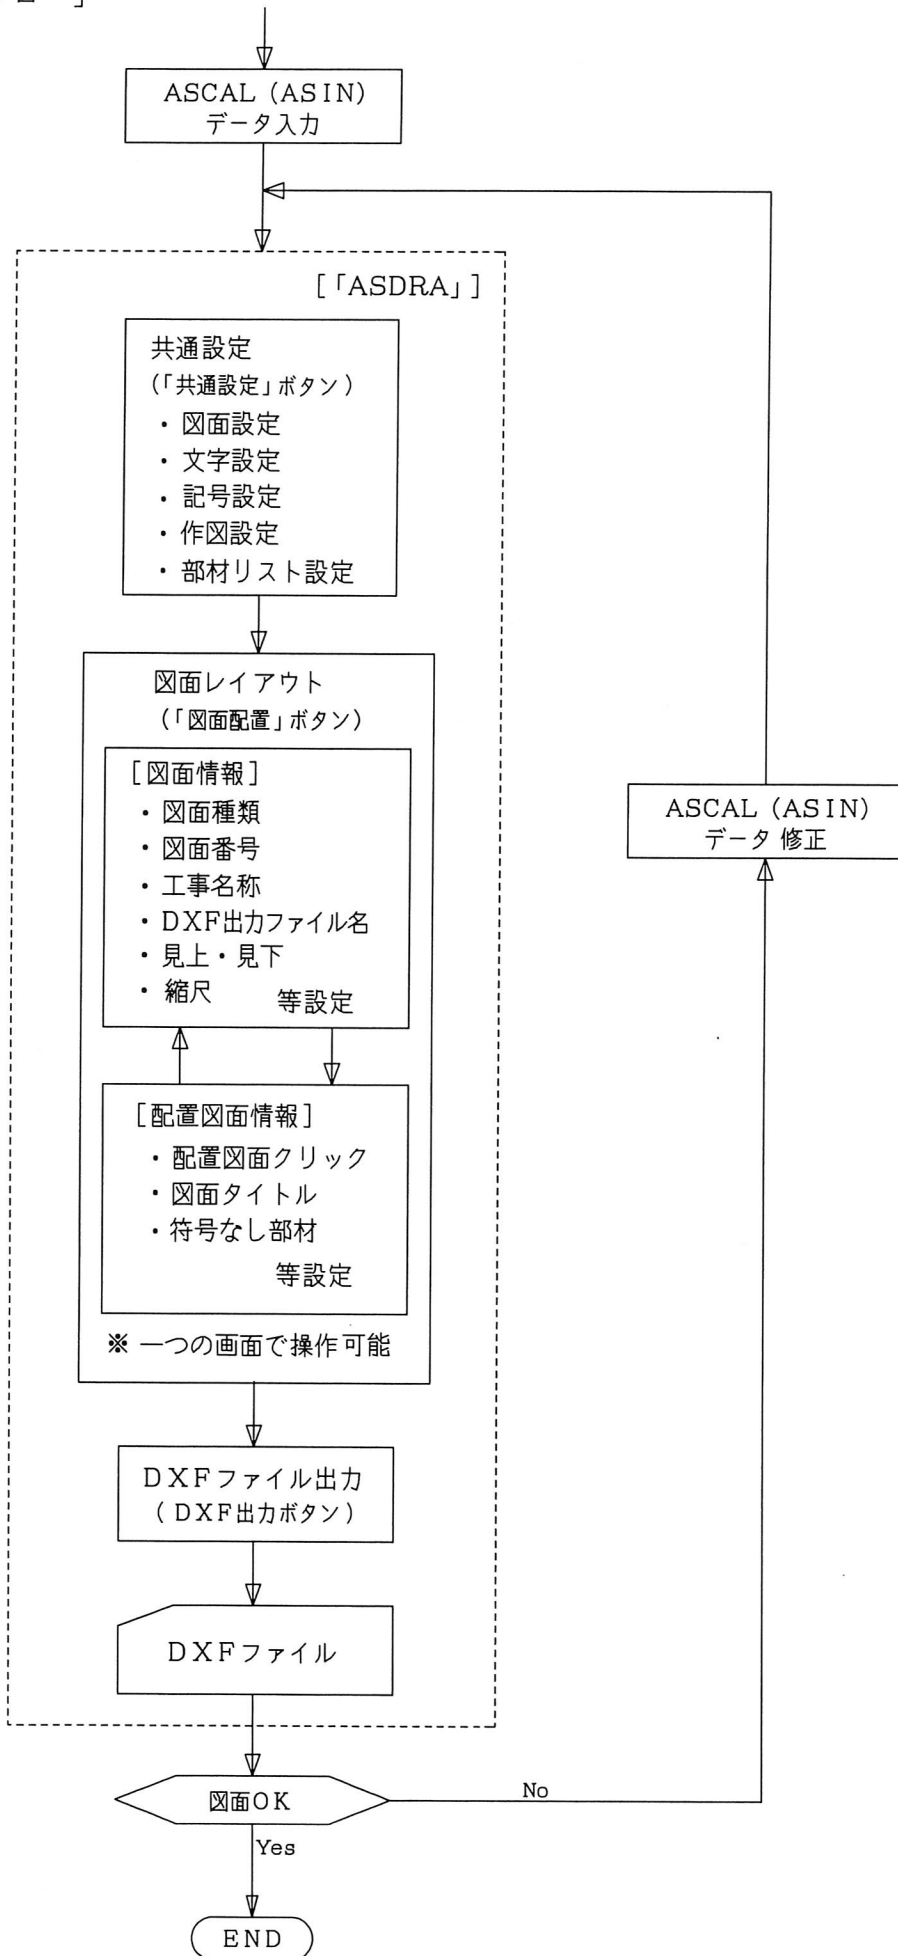 ASCAL (ASIN)
データ入力
[「ASDRA」]
共通設定
(「共通設定」ボタン)
・図面設定
・文字設定
・記号設定
・作図設定
・部材リスト設定
図面レイアウト
(「図面配置」ボタン)
[図面情報]
・図面種類
・図面番号
・工事名称
・DXF出力ファイル名
・見上・見下
・縮尺 等設定
[配置図面情報]
・配置図面クリック
・図面タイトル
・符号なし部材
等設定
※ 一つの画面で操作可能
ASCAL (ASIN)
データ修正
DXFファイル出力
(DXF出力ボタン)
DXFファイル
図面OK
No
Yes
END